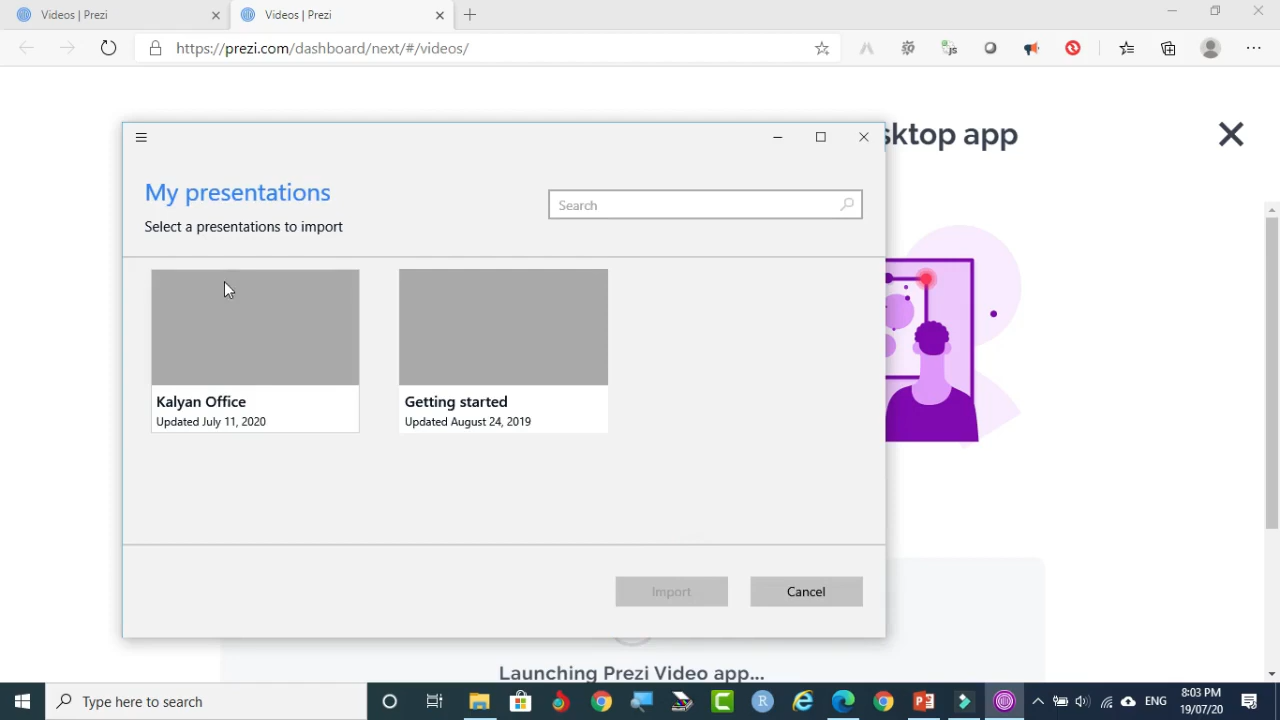 Videos | Prezi
Videos | Prezi
https://prezi.com/dashboard/next/#/videos/
JS
sktop app
My presentations
Search
Select a presentations to import
Kalyan Office
Updated July 11, 2020
Getting started
Updated August 24, 2019
Import
Cancel
Launching Prezi Video app...
Type here to search
ENG
8:03 PM
19/07/20